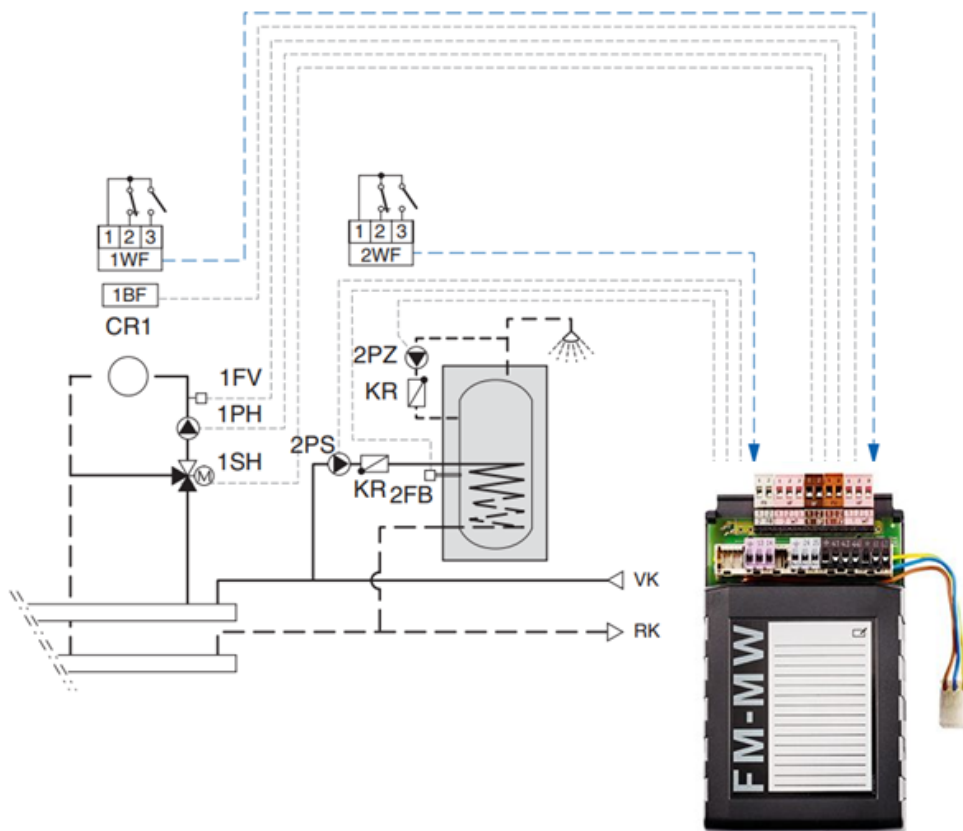 1 2 3
1WF
1BF
CR1
1FV
1PH
1SH
1 2 3
2WF
2PZ
KR
2PS
KR
2FB
M
VK
RK
FM-MW